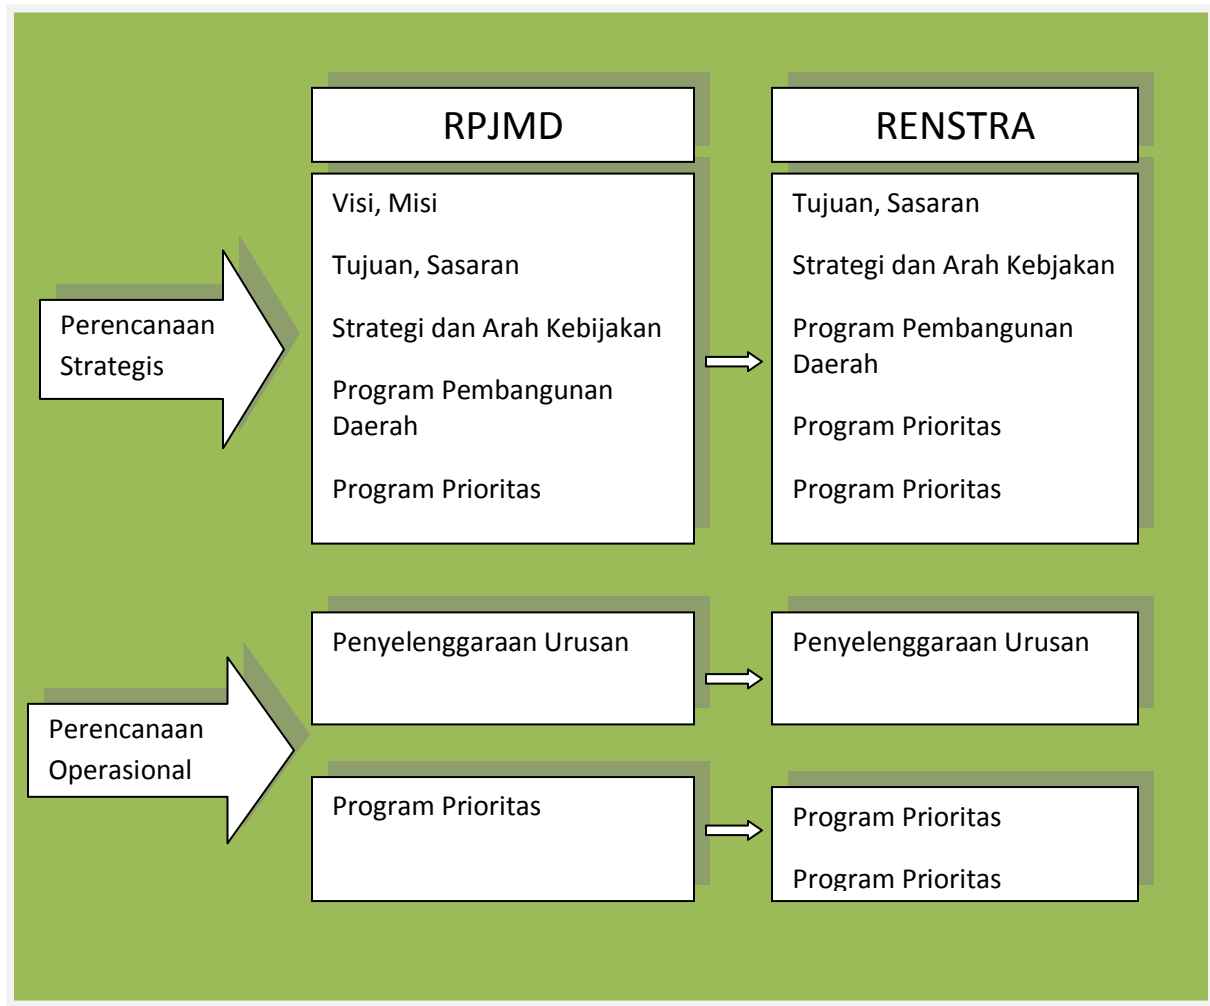 RPJMD
RENSTRA
Perencanaan
Strategis
Visi, Misi
Tujuan, Sasaran
Strategi dan Arah Kebijakan
Program Pembangunan
Daerah
Program Prioritas
Tujuan, Sasaran
Strategi dan Arah Kebjakan
Program Pembangunan
Daerah
Program Prioritas
Program Prioritas
Perencanaan
Operasional
Penyelenggaraan Urusan
Penyelenggaraan Urusan
Program Prioritas
Program Prioritas
Program Prioritas